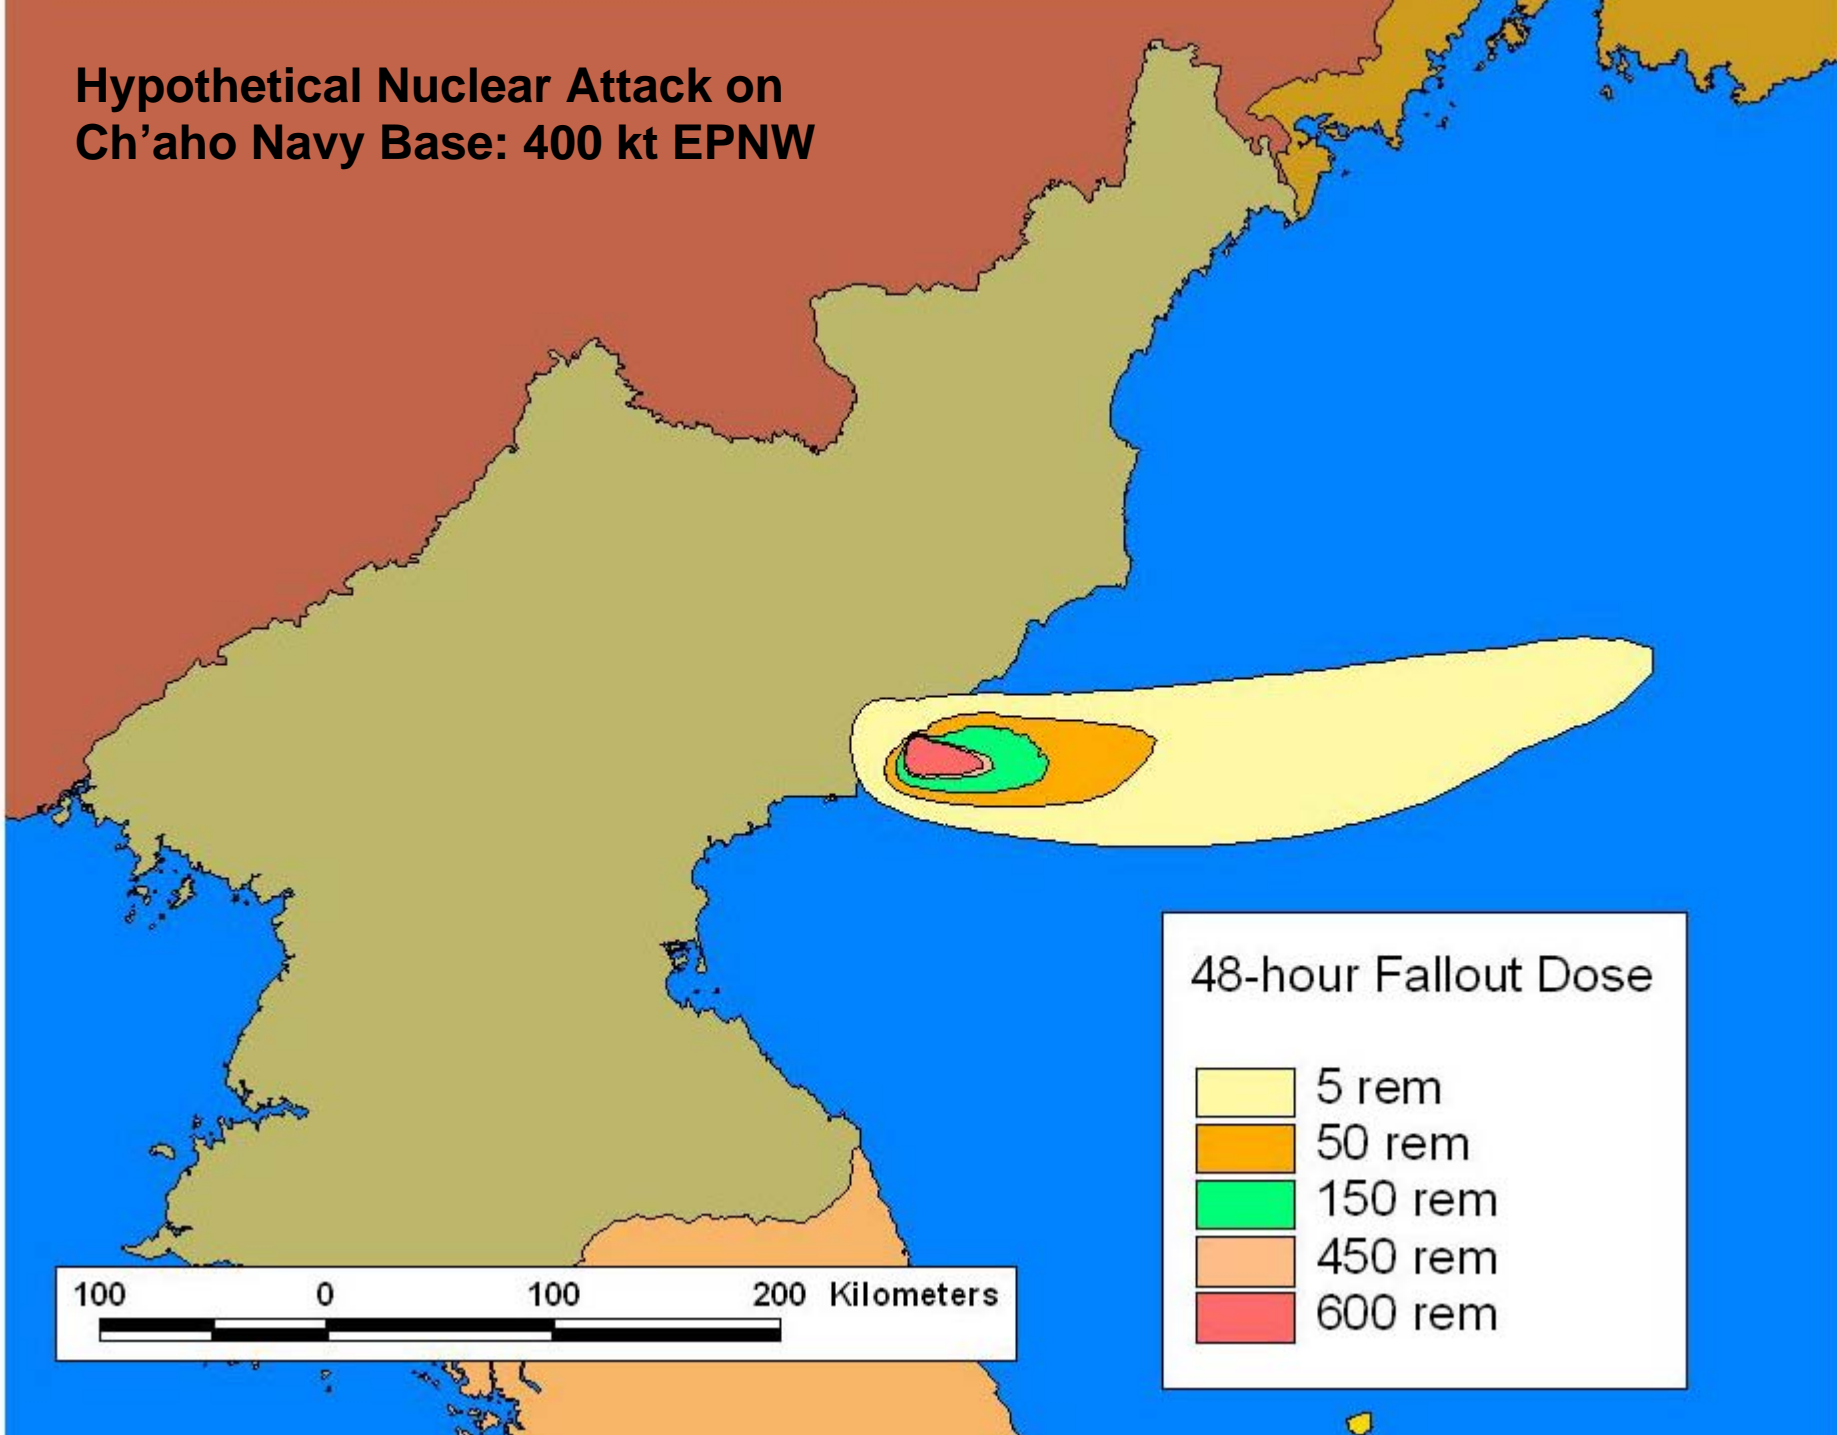 Hypothetical Nuclear Attack on
Ch’aho Navy Base: 400 kt EPNW
48-hour Fallout Dose
5 rem
50 rem
150 rem
450 rem
600 rem
100 0 100 200 Kilometers